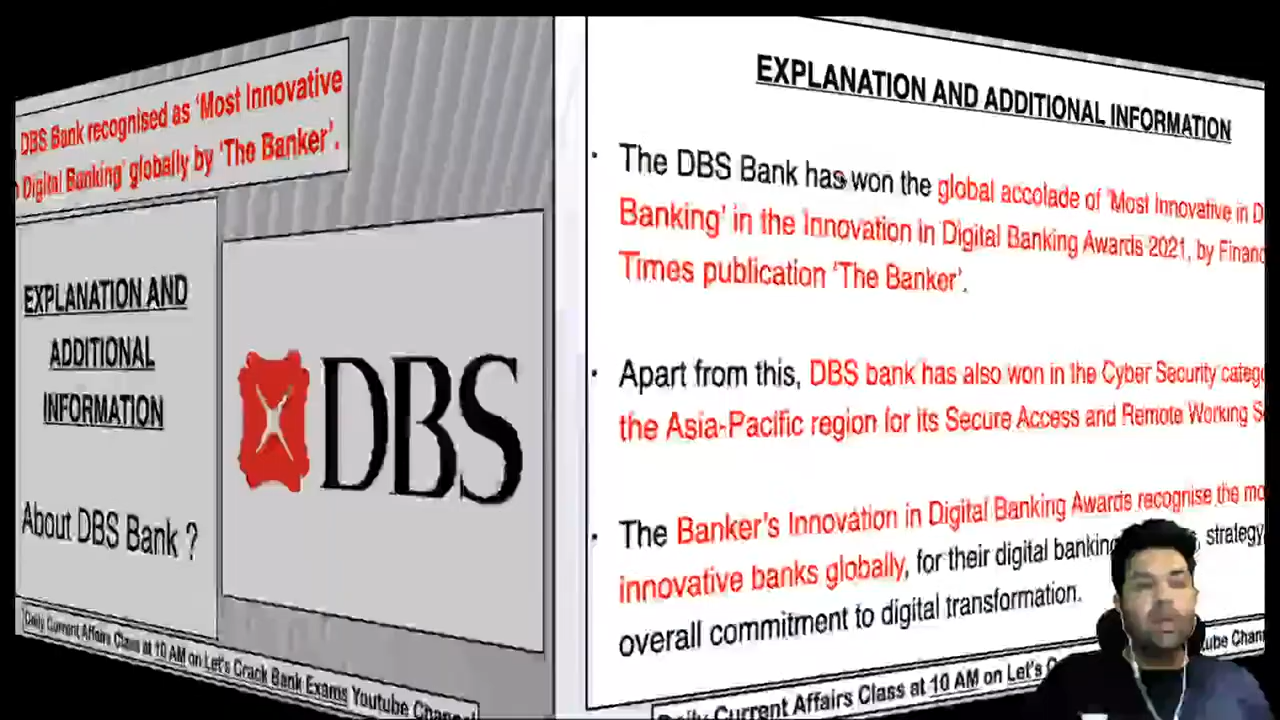 DBS Bank recognised as ‘Most Innovative
Digital Banking’ globally by ‘The Banker’.
EXPLANATION AND
ADDITIONAL
INFORMATION
About DBS Bank ?
DBS
Daily Current Affairs Class at 10 AM on Let's Crack Bank Exams Youtube Channel
EXPLANATION AND ADDITIONAL INFORMATION
· The DBS Bank has won the global accolade of ‘Most Innovative in D
Banking’ in the Innovation in Digital Banking Awards 2021, by Financ
Times publication ‘The Banker’.
· Apart from this, DBS bank has also won in the Cyber Security catego
the Asia-Pacific region for its Secure Access and Remote Working S
· The Banker’s Innovation in Digital Banking Awards recognise the mo
innovative banks globally, for their digital banking strategy,
overall commitment to digital transformation.
Daily Current Affairs Class at 10 AM on Let's C tube Chan